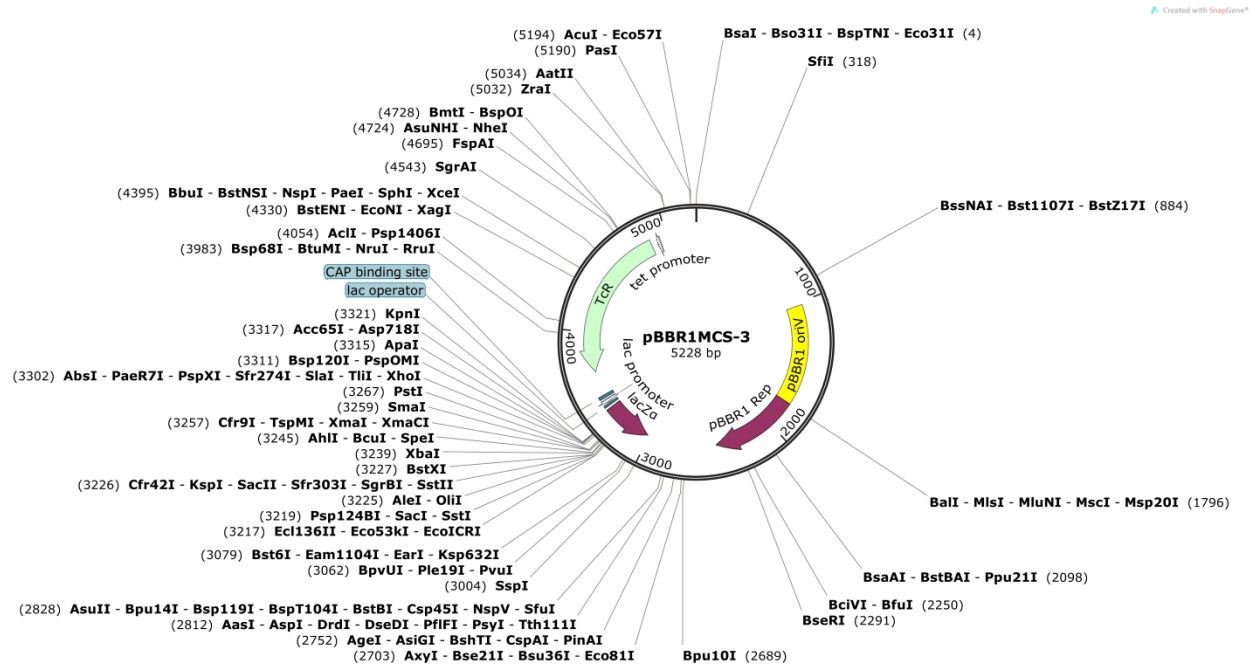 Created with SnapGene®
(5194) AcuI - Eco57I
(5190) PasI
(5034) AatII
(5032) ZraI
(4728) BmtI - BspOI
(4724) AsuNHI - NheI
(4695) FspAI
(4543) SgrAI
(4395) BbuI - BstNSI - NspI - PaeI - SphI - XceI
(4330) BstENI - EcoNI - XagI
(4054) AclI - Psp1406I
(3983) Bsp68I - BtuMI - NruI - RruI
CAP binding site
lac operator
(3321) KpnI
(3317) Acc65I - Asp718I
(3315) ApaI
(3311) Bsp120I - PspOMI
(3302) AbsI - PaeR7I - PspXI - Sfr274I - SlaI - TliI - XhoI
(3267) PstI
(3259) SmaI
(3257) Cfr9I - TspMI - XmaI - XmaCI
(3245) AhlI - BcuI - SpeI
(3239) XbaI
(3227) BstXI
(3226) Cfr42I - KspI - SacII - Sfr303I - SgrBI - SstII
(3225) AleI - OliI
(3219) Psp124BI - SacI - SstI
(3217) Ecl136II - Eco53kI - EcoICRI
(3079) Bst6I - Eam1104I - EarI - Ksp632I
(3062) BpvUI - Ple19I - PvuI
(3004) SspI
(2828) AsuII - Bpu14I - Bsp119I - BspT104I - BstBI - Csp45I - NspV - SfuI
(2812) AasI - AspI - DrdI - DseDI - PflFI - PsyI - Tth111I
(2752) AgeI - AsiGI - BshTI - CspAI - PinAI
(2703) AxyI - Bse21I - Bsu36I - Eco81I
BsaI - Bso31I - BspTNI - Eco31I (4)
SfiI (318)
BssNAI - Bst1107I - BstZ17I (884)
BalI - MlsI - MluNI - MscI - Msp20I (1796)
BsaAI - BstBAI - Ppu21I (2098)
BciVI - BfuI (2250)
BseRI (2291)
Bpu10I (2689)
5000
1000
2000
3000
4000
tet promoter
TcR
pBBR1MCS-3
5228 bp
pBBR1 oriV
pBBR1 Rep
lac promoter
lacZα